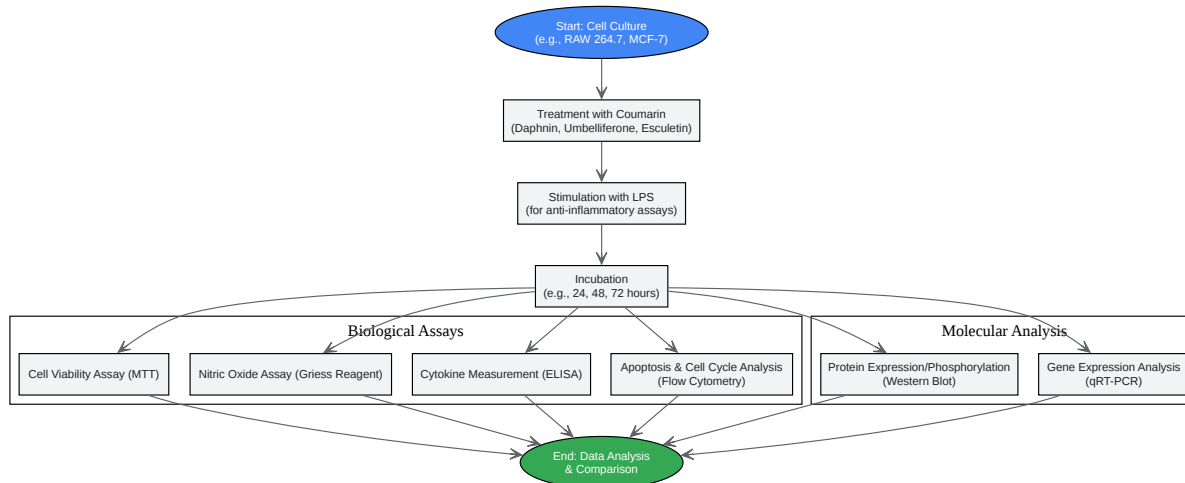 Start: Cell Culture
(e.g., RAW 264.7, MCF-7)
Treatment with Coumarin
(Daphnin, Umbelliferone, Esculetin)
Stimulation with LPS
(for anti-inflammatory assays)
Incubation
(e.g., 24, 48, 72 hours)
Biological Assays
Cell Viability Assay (MTT)
Nitric Oxide Assay (Griess Reagent)
Cytokine Measurement (ELISA)
Apoptosis & Cell Cycle Analysis
(Flow Cytometry)
Molecular Analysis
Protein Expression/Phosphorylation
(Western Blot)
Gene Expression Analysis
(qRT-PCR)
End: Data Analysis
& Comparison